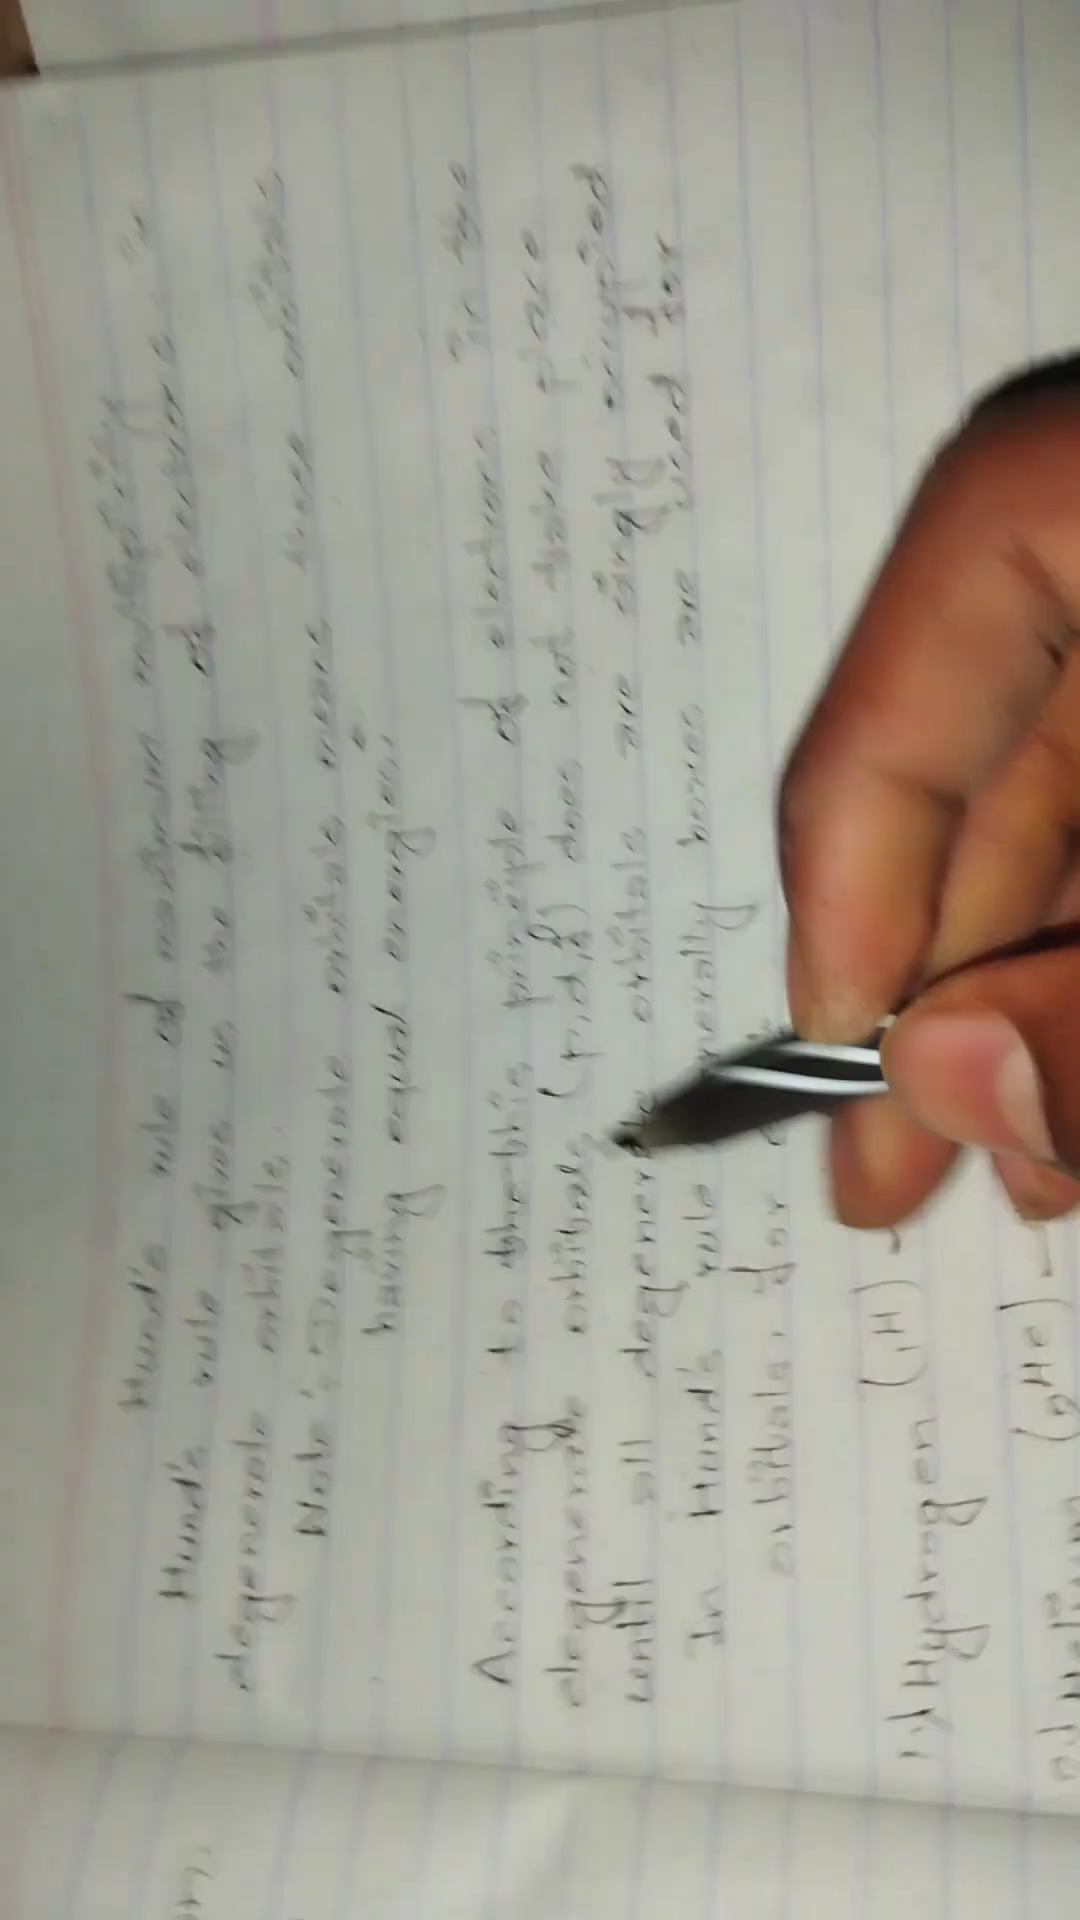 Hund's rule of maximum multiplicity :-
Hund's rule gives us the filling of electrons in
degenerate orbitals.
Note:- Degenerate orbitals means those orbitals
having equal energies.
According to this principle of electrons in the
degenerate orbitals (p,d,f) does not take place
until all degenerate orbitals are singly occupied
In Hund's rule generally boxes are used for
orbitals. for
1.) Hydrogen (1H) -
2.) Helium (2He) -